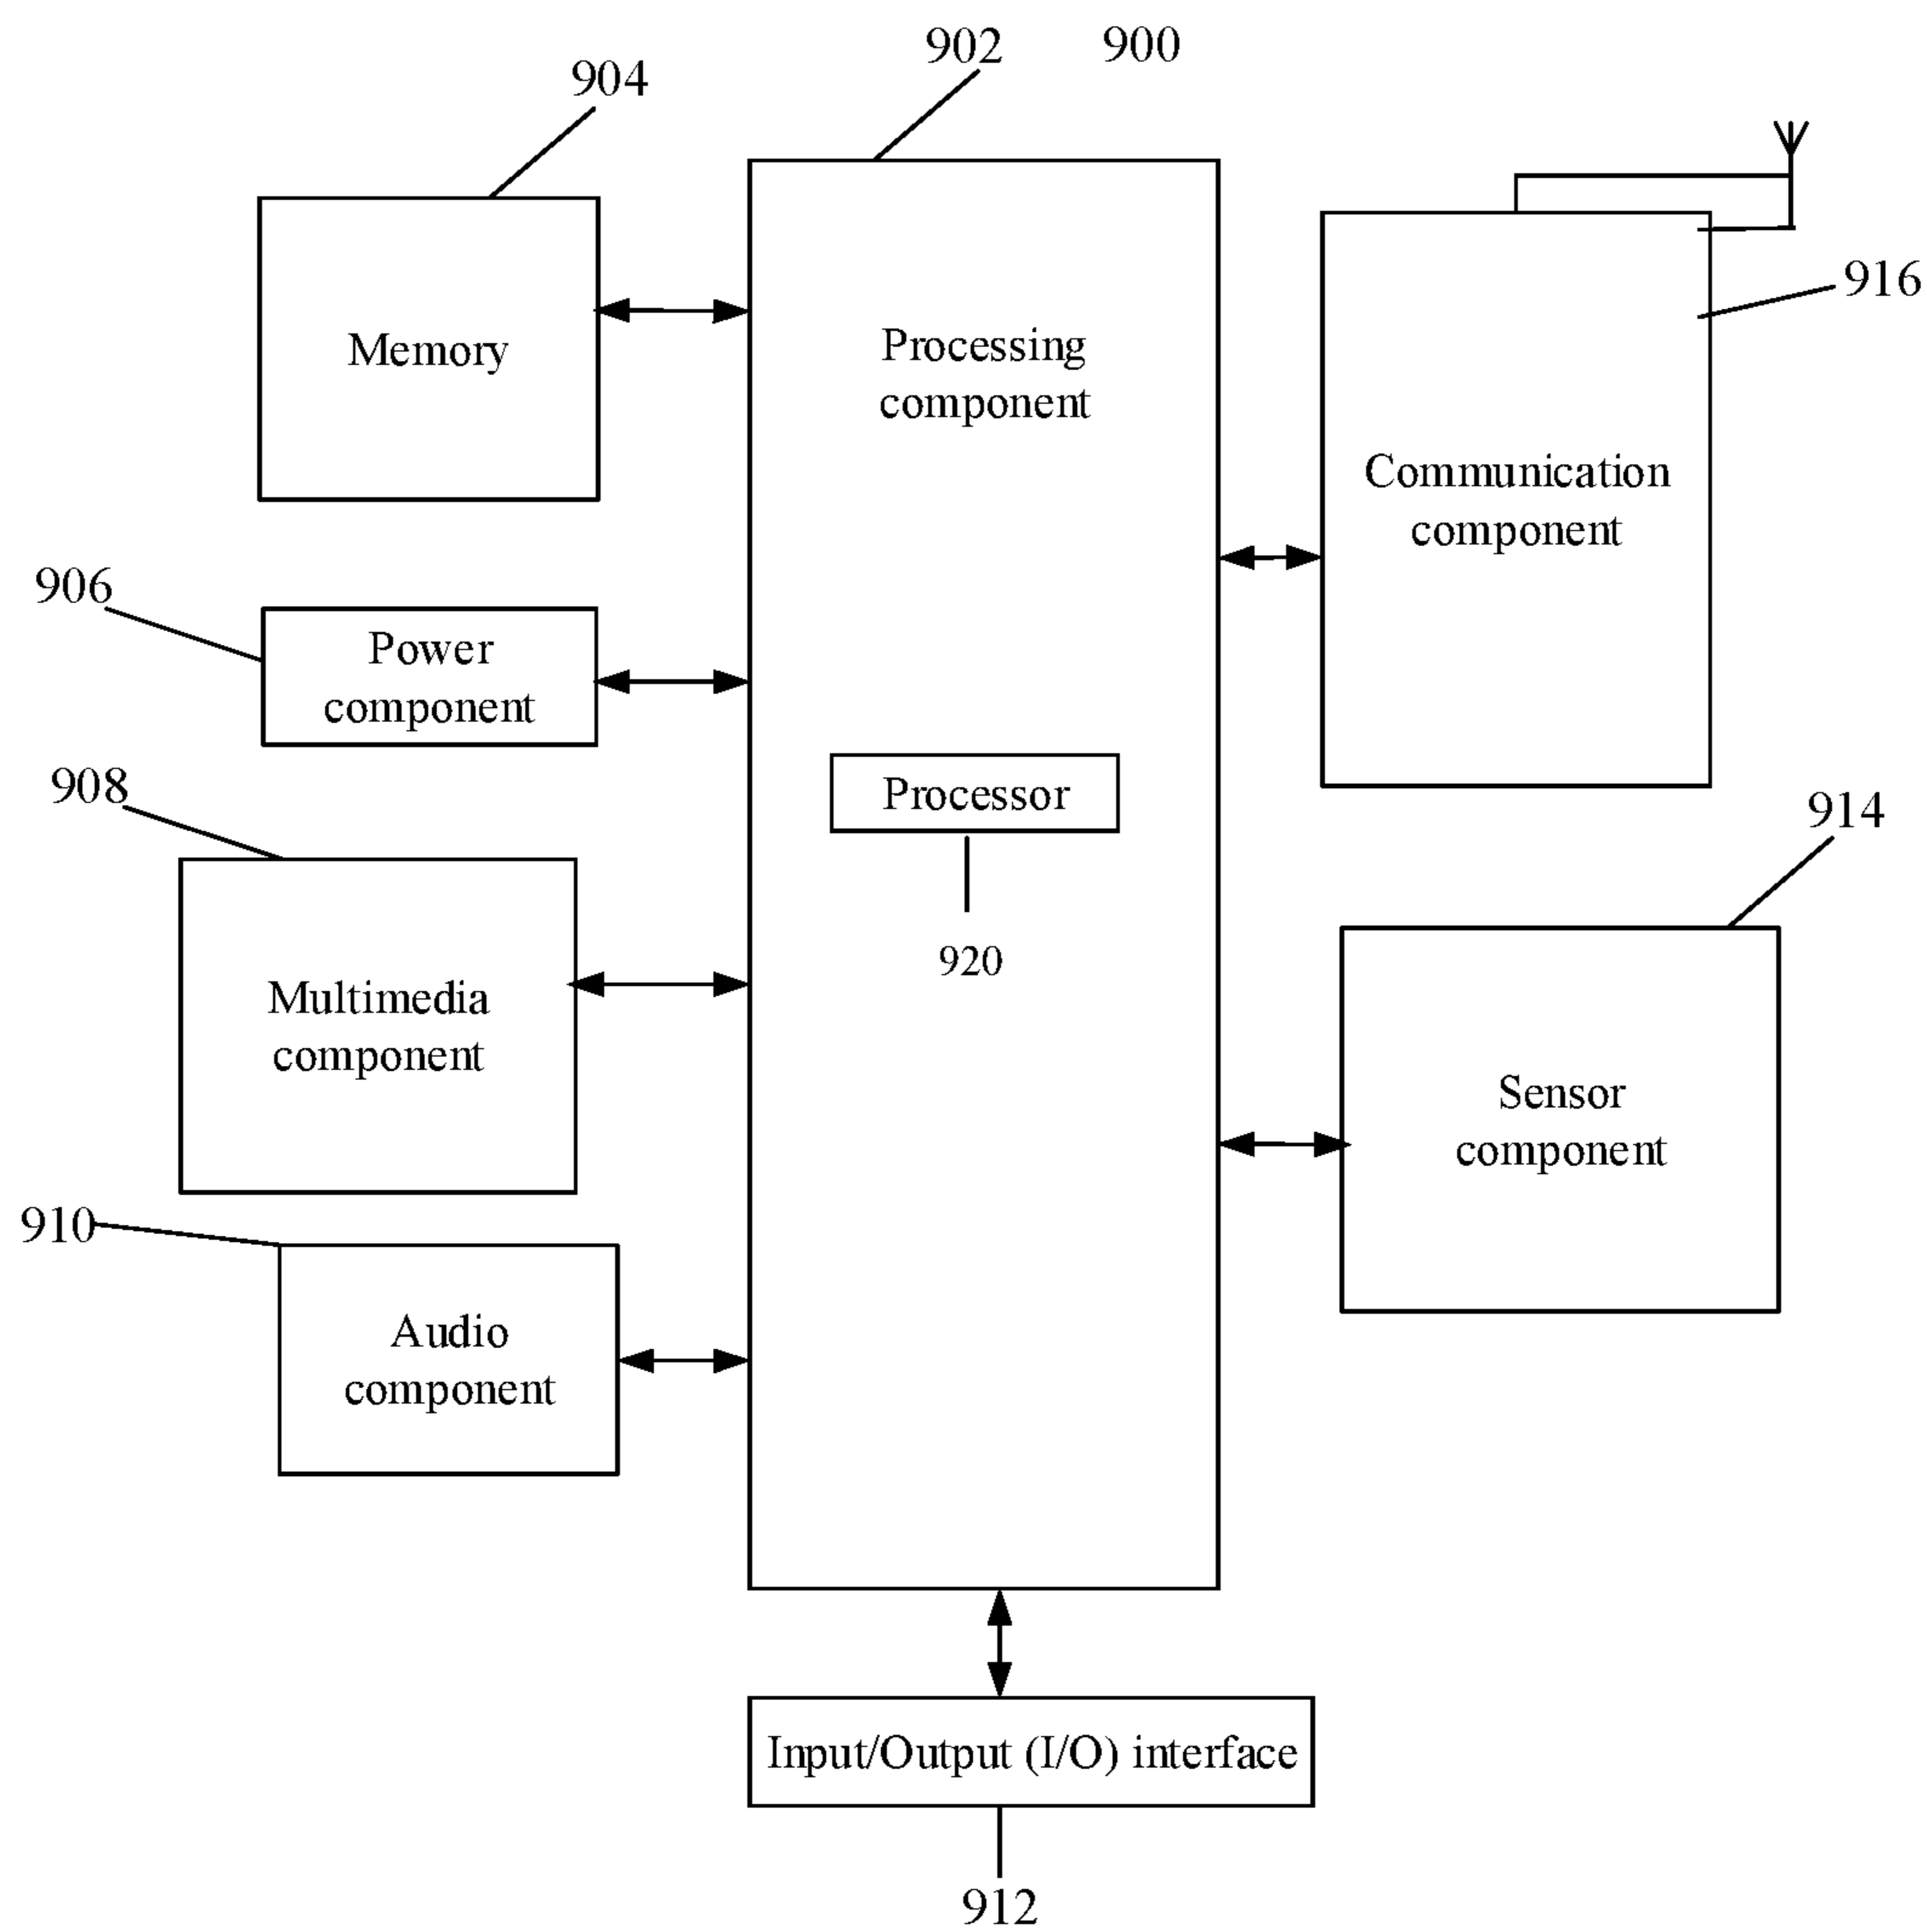 902
900
904
916
Memory
Processing
component
Communication
component
906
Power
component
Processor
920
908
914
Multimedia
component
Sensor
component
910
Audio
component
Input/Output (I/O) interface
912